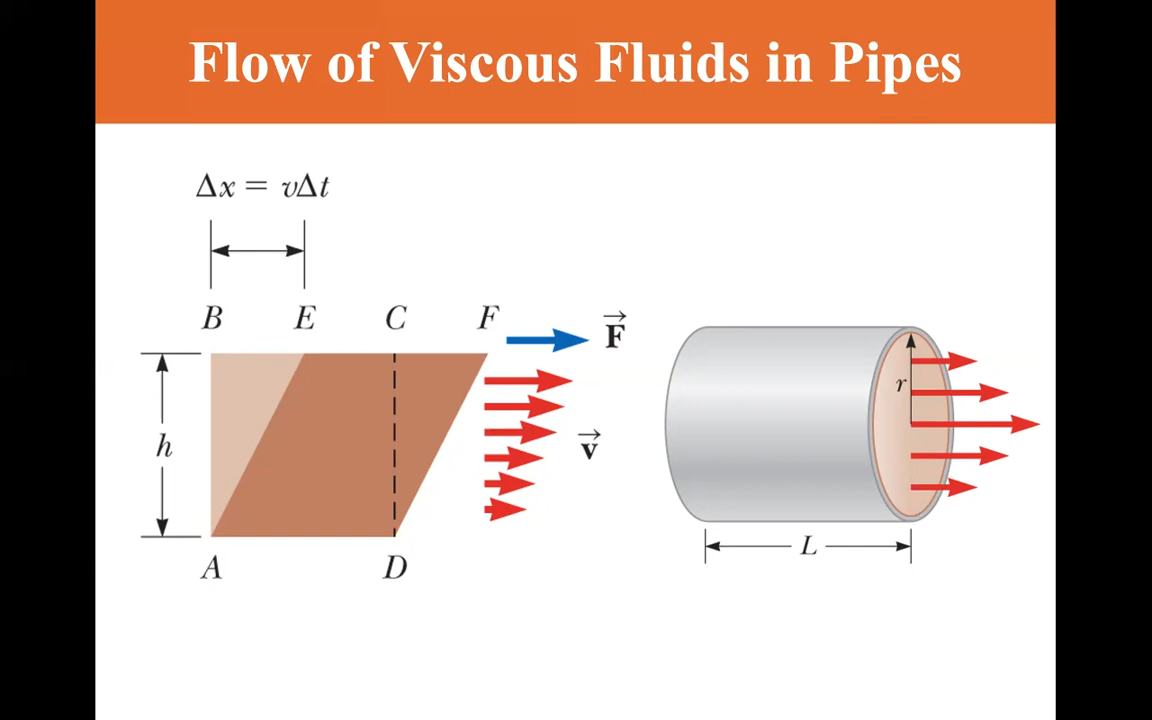 Flow of Viscous Fluids in Pipes
Δx = vΔt
B E C F
F⃗
r
h
v⃗
L
A D